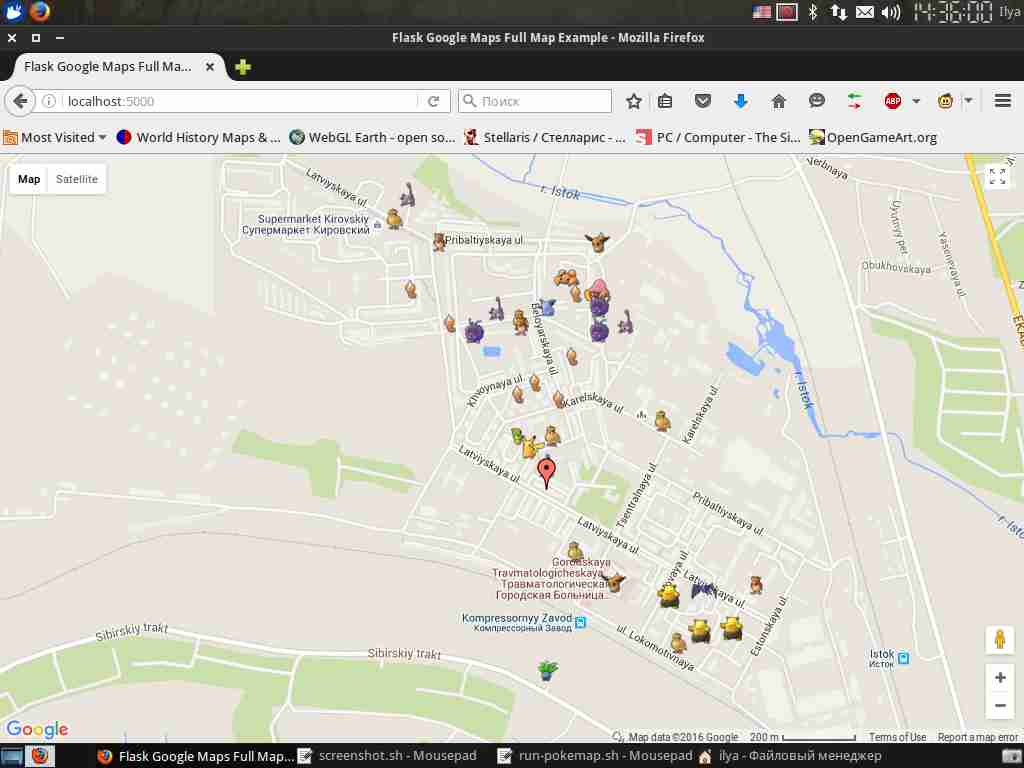 14:36:00 Ilya
Flask Google Maps Full Map Example - Mozilla Firefox
Flask Google Maps Full Ma...
localhost:5000
Поиск
ABP
Most Visited
World History Maps & ...
WebGL Earth - open so...
Stellaris / Стелларис - ...
PC / Computer - The Si...
OpenGameArt.org
Map Satellite
Latviyskaya ul.
r. Istok
Verbnaya
Supermarket Kirovskiy
Супермаркет Кировский
Pribaltiyskaya ul.
Uyutnyy per.
Yasenevaya ul.
Obukhovskaya
Beloyarskaya ul.
r. Istok
Khvoynaya ul.
Karelskaya ul.
Karelskaya ul.
Latviyskaya ul.
Tsentralnaya ul.
Pribaltiyskaya ul.
r. Istok
Latviyskaya ul.
Gorodskaya
Travmatologicheskaya
Травматологическая
Городская Больница...
Latviyskaya ul.
Estonskaya ul.
Kompressornyy Zavod
Компрессорный Завод
ul. Lokomotivnaya
Sibirskiy trakt
Sibirskiy trakt
Istok
Исток
Google
Map data ©2016 Google
200 m
Terms of Use
Report a map error
Flask Google Maps Full Map...
screenshot.sh - Mousepad
run-pokemap.sh - Mousepad
ilya - Файловый менеджер